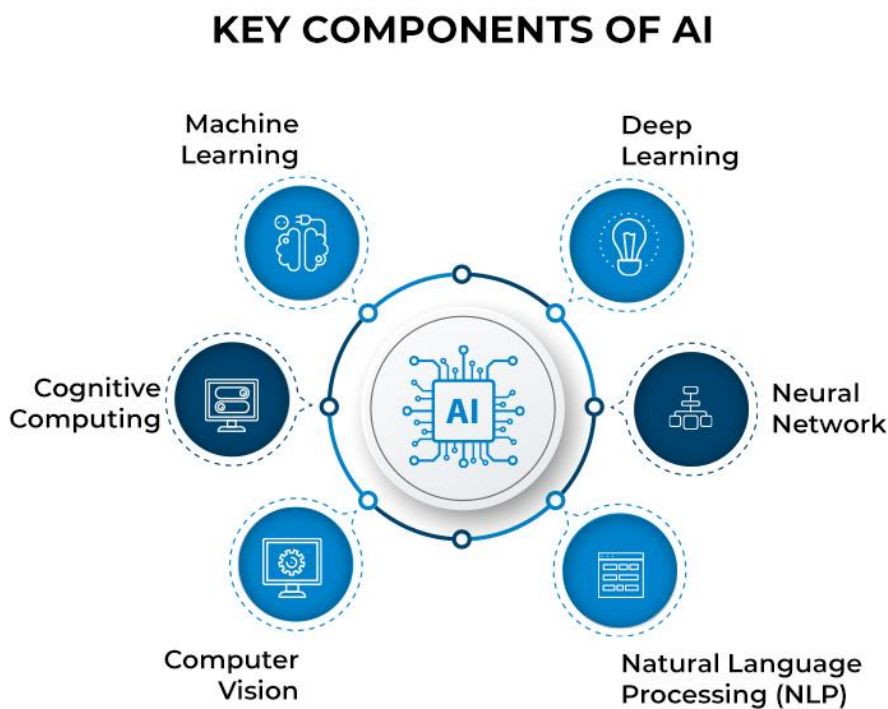 KEY COMPONENTS OF AI
Machine
Learning
Deep
Learning
Cognitive
Computing
AI
Neural
Network
Computer
Vision
Natural Language
Processing (NLP)